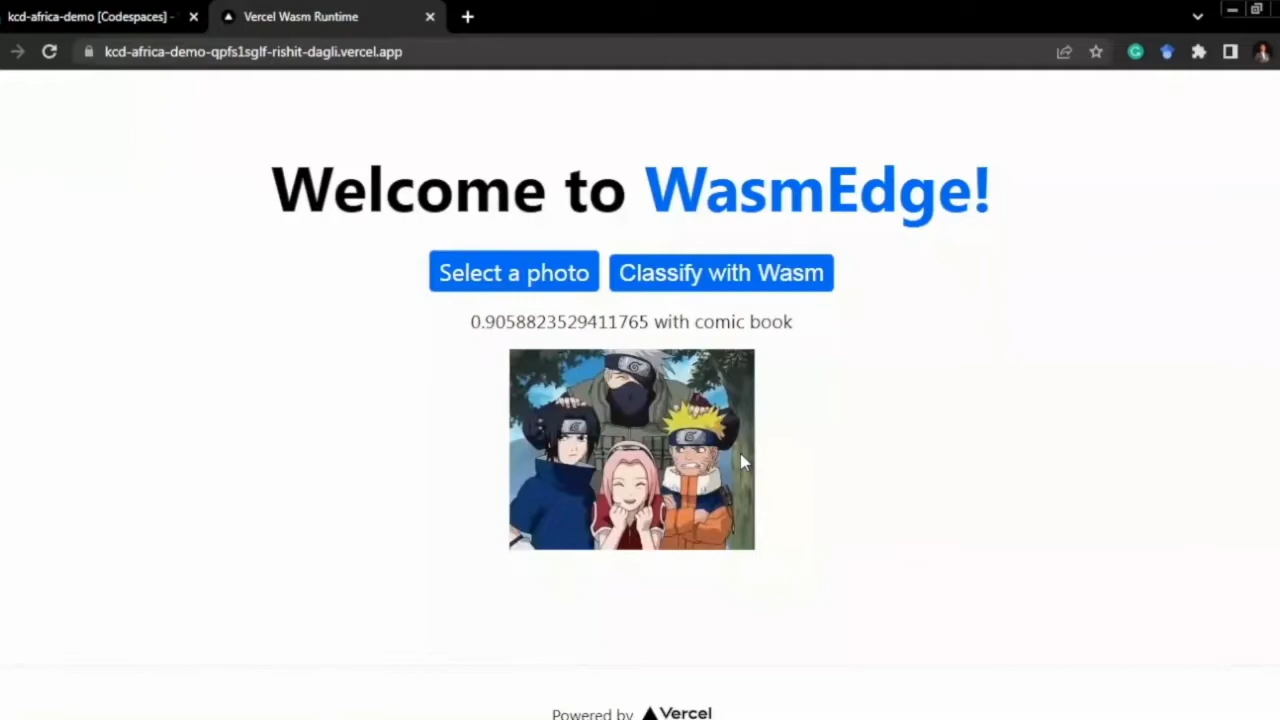 kcd-africa-demo [Codespaces] -
Vercel Wasm Runtime
kcd-africa-demo-qpfs1sglf-rishit-dagli.vercel.app
Welcome to WasmEdge!
Select a photo
Classify with Wasm
0.9058823529411765 with comic book
Powered by Vercel